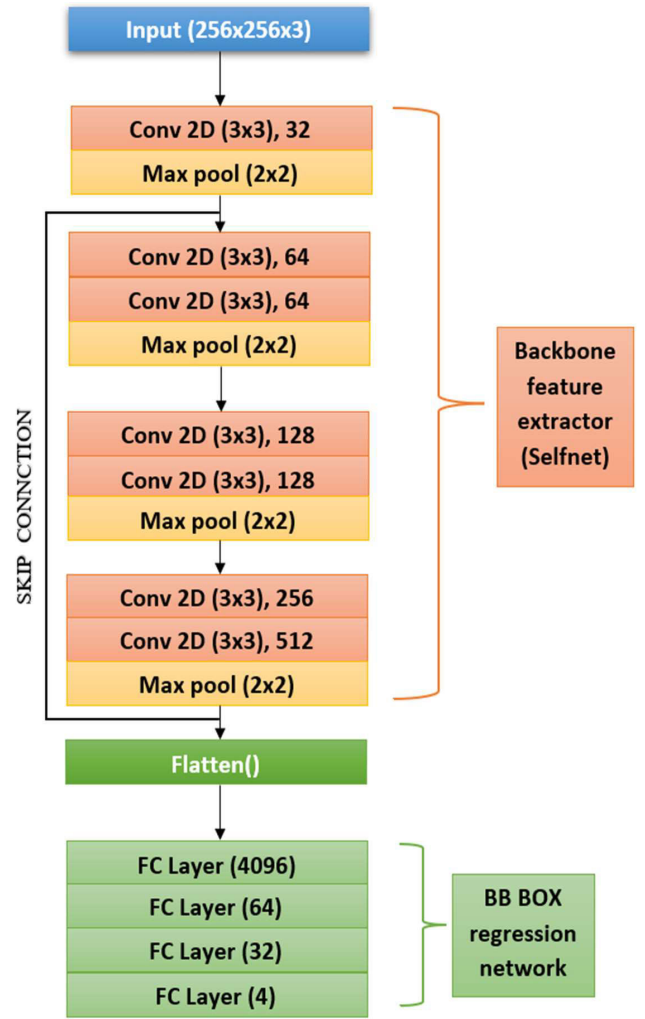 Input (256x256x3)
Conv 2D (3x3), 32
Max pool (2x2)
Conv 2D (3x3), 64
Conv 2D (3x3), 64
Max pool (2x2)
Conv 2D (3x3), 128
Conv 2D (3x3), 128
Max pool (2x2)
Conv 2D (3x3), 256
Conv 2D (3x3), 512
Max pool (2x2)
SKIP CONNCTION
Backbone
feature
extractor
(Selfnet)
Flatten()
FC Layer (4096)
FC Layer (64)
FC Layer (32)
FC Layer (4)
BB BOX
regression
network